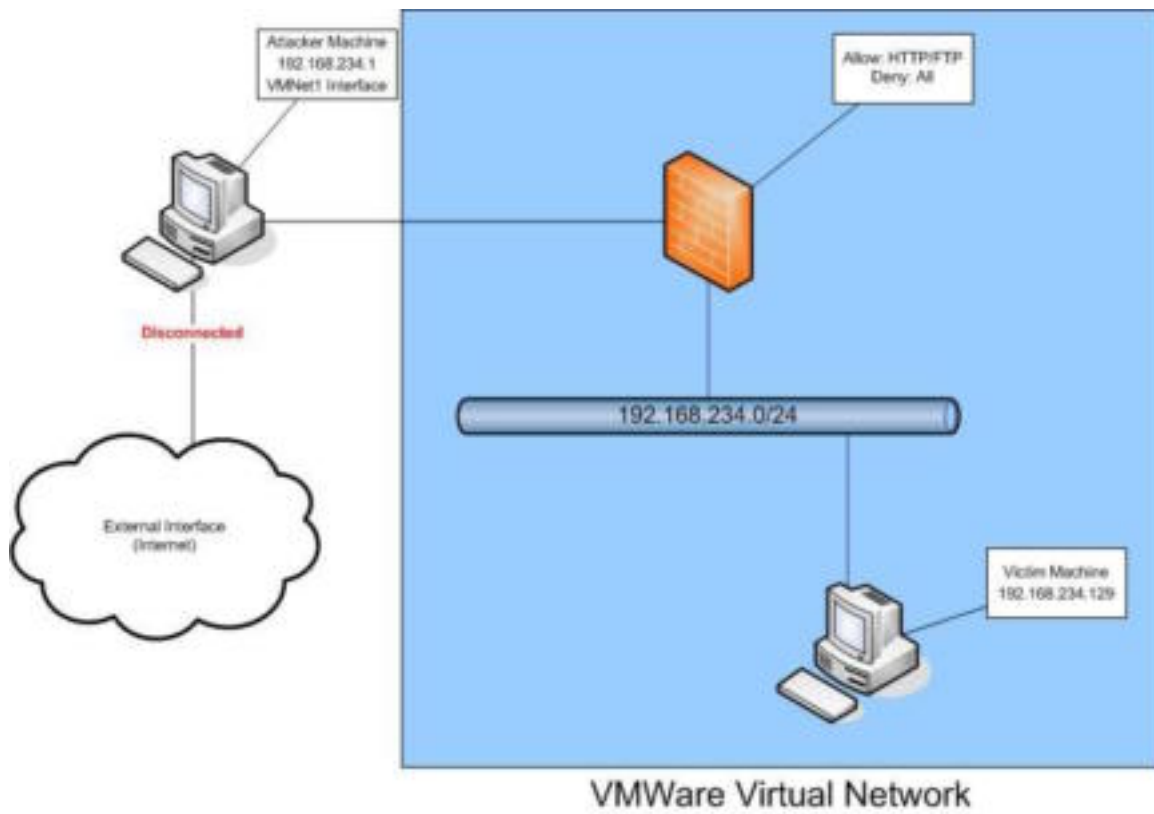 Attacker Machine
192.168.234.1
VMNet1 Interface
Allow: HTTP/FTP
Deny: All
Disconnected
192.168.234.0/24
External Interface
(Internet)
Victim Machine
192.168.234.129
VMWare Virtual Network